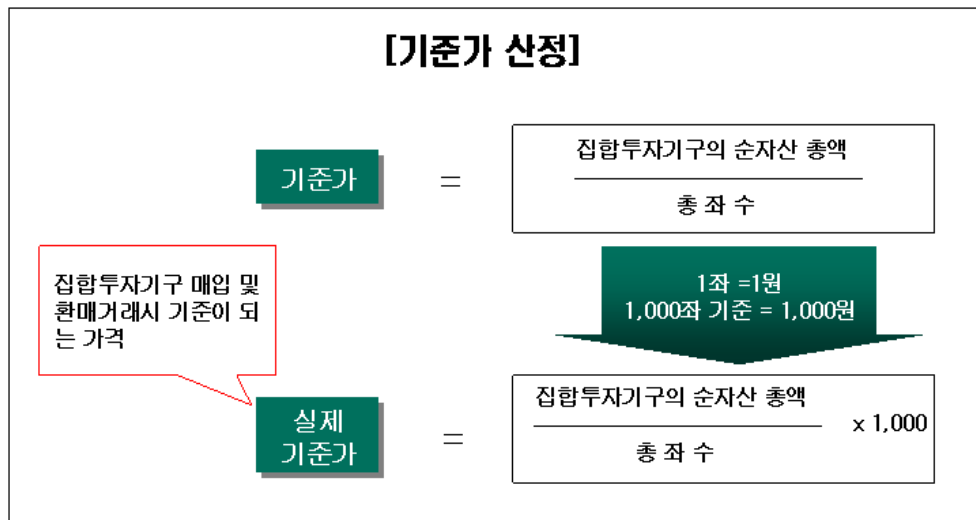 [기준가 산정]
기준가
=
집합투자기구의 순자산 총액
총 좌 수
집합투자기구 매입 및
환매거래시 기준이 되
는 가격
1좌 =1원
1,000좌 기준 = 1,000원
실제
기준가
=
집합투자기구의 순자산 총액
총 좌 수
x 1,000